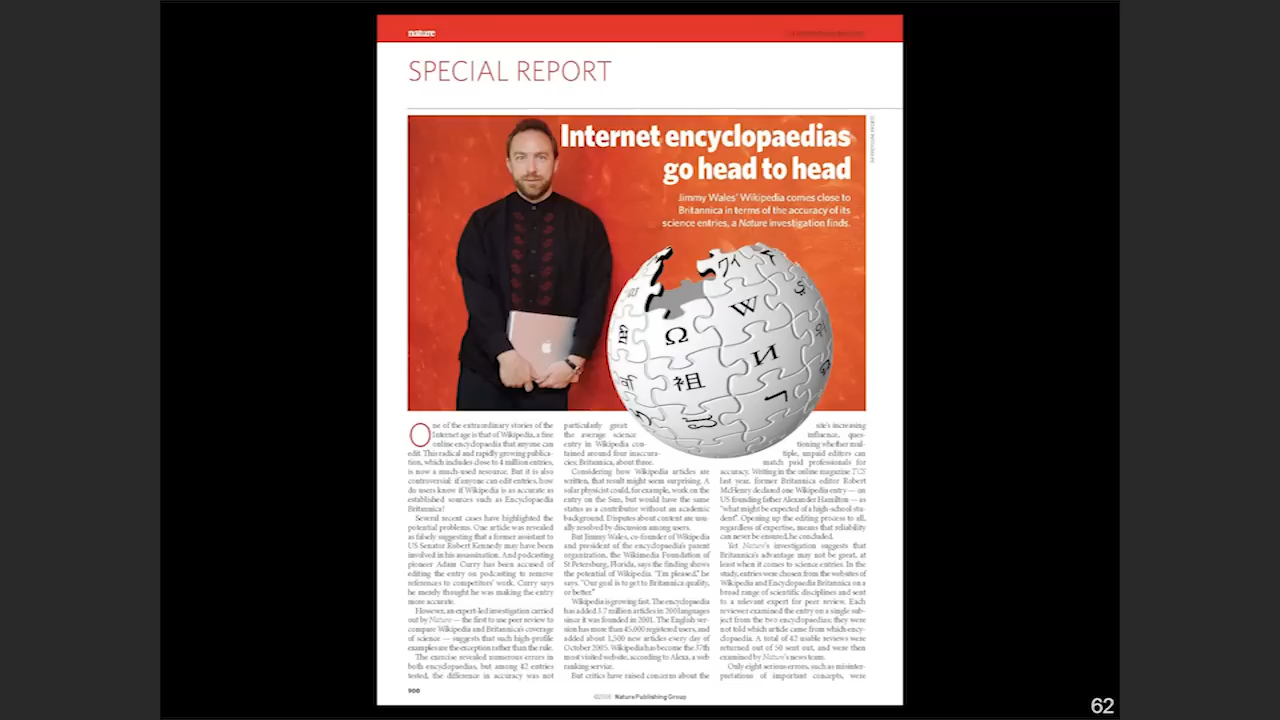 nature
SPECIAL REPORT
Internet encyclopaedias
go head to head
Jimmy Wales' Wikipedia comes close to
Britannica in terms of the accuracy of its
science entries, a Nature investigation finds.
Ω
W
И
祖
ワィ
One of the extraordinary stories of the
Internet age is that of Wikipedia, a free
online encyclopaedia that anyone can
edit. This radical and rapidly growing publica-
tion, which includes close to 4 million entries,
is now a much-used resource. But it is also
controversial: if anyone can edit entries, how
do users know if Wikipedia is as accurate as
established sources such as Encyclopaedia
Britannica?
Several recent cases have highlighted the
potential problems. One article was revealed
as falsely suggesting that a former assistant to
US Senator Robert Kennedy may have been
involved in his assassination. And podcasting
pioneer Adam Curry has been accused of
editing the entry on podcasting to remove
references to competitors' work. Curry says
he merely thought he was making the entry
more accurate.
However, an expert-led investigation carried
out by Nature — the first to use peer review to
compare Wikipedia and Britannica's coverage
of science — suggests that such high-profile
examples are the exception rather than the rule.
The exercise revealed numerous errors in
both encyclopaedias, but among 42 entries
tested, the difference in accuracy was not
particularly great:
the average science
entry in Wikipedia con-
tained around four inaccura-
cies; Britannica, about three.
Considering how Wikipedia articles are
written, that result might seem surprising. A
solar physicist could, for example, work on the
entry on the Sun, but would have the same
status as a contributor without an academic
background. Disputes about content are usu-
ally resolved by discussion among users.
But Jimmy Wales, co-founder of Wikipedia
and president of the encyclopaedia's parent
organization, the Wikimedia Foundation of
St Petersburg, Florida, says the finding shows
the potential of Wikipedia. "I'm pleased," he
says. "Our goal is to get to Britannica quality,
or better."
Wikipedia is growing fast. The encyclopaedia
has added 3.7 million articles in 200 languages
since it was founded in 2001. The English ver-
sion has more than 45,000 registered users, and
added about 1,500 new articles every day of
October 2005. Wikipedia has become the 37th
most visited website, according to Alexa, a web
ranking service.
But critics have raised concerns about the
site's increasing
influence, ques-
tioning whether mul-
tiple, unpaid editors can
match paid professionals for
accuracy. Writing in the online magazine TCS
last year, former Britannica editor Robert
McHenry declared one Wikipedia entry — on
US founding father Alexander Hamilton — as
"what might be expected of a high-school stu-
dent". Opening up the editing process to all,
regardless of expertise, means that reliability
can never be ensured, he concluded.
Yet Nature's investigation suggests that
Britannica's advantage may not be great,
at least when it comes to science entries. In the
study, entries were chosen from the websites of
Wikipedia and Encyclopaedia Britannica on a
broad range of scientific disciplines and sent
to a relevant expert for peer review. Each
reviewer examined the entry on a single sub-
ject from the two encyclopaedias; they were
not told which article came from which ency-
clopaedia. A total of 42 usable reviews were
returned out of 50 sent out, and were then
examined by Nature's news team.
Only eight serious errors, such as misinter-
pretations of important concepts, were
900
Nature Publishing Group
62